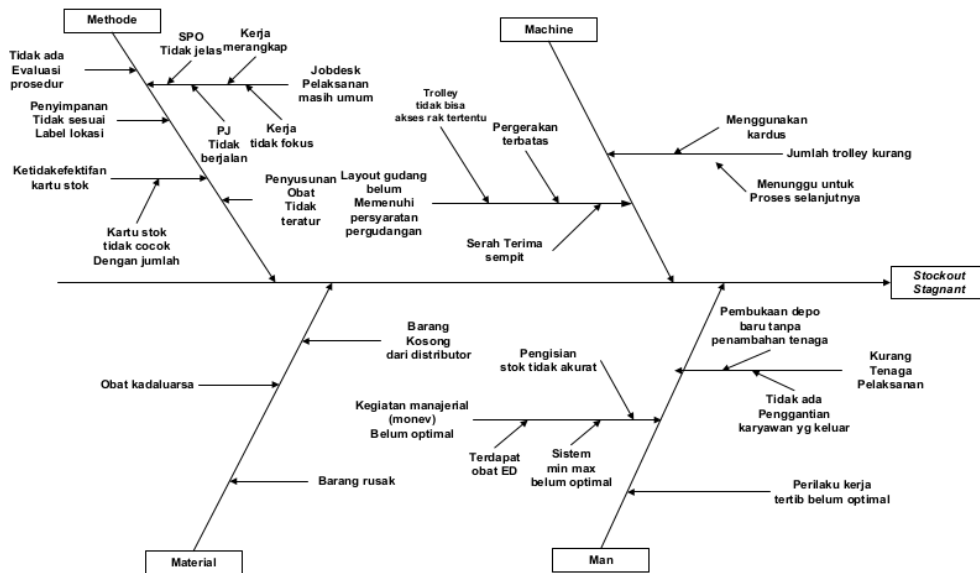 Methode
Machine
Tidak ada
Evaluasi
prosedur
SPO
Tidak jelas
Kerja
merangkap
Jobdesk
Pelaksanan
masih umum
Penyimpanan
Tidak sesuai
Label lokasi
PJ
Tidak
berjalan
Kerja
tidak fokus
Ketidakefektifan
kartu stok
Kartu stok
tidak cocok
Dengan jumlah
Penyusunan
Obat
Tidak
teratur
Trolley
tidak bisa
akses rak tertentu
Pergerakan
terbatas
Layout gudang
belum
Memenuhi
persyaratan
pergudangan
Serah Terima
sempit
Menggunakan
kardus
Jumlah trolley kurang
Menunggu untuk
Proses selanjutnya
Stockout
Stagnant
Barang
Kosong
dari distributor
Obat kadaluarsa
Barang rusak
Material
Pembukaan depo
baru tanpa
penambahan tenaga
Kurang
Tenaga
Pelaksanan
Tidak ada
Penggantian
karyawan yg keluar
Pengisian
stok tidak akurat
Kegiatan manajerial
(monev)
Belum optimal
Terdapat
obat ED
Sistem
min max
belum optimal
Perilaku kerja
tertib belum optimal
Man